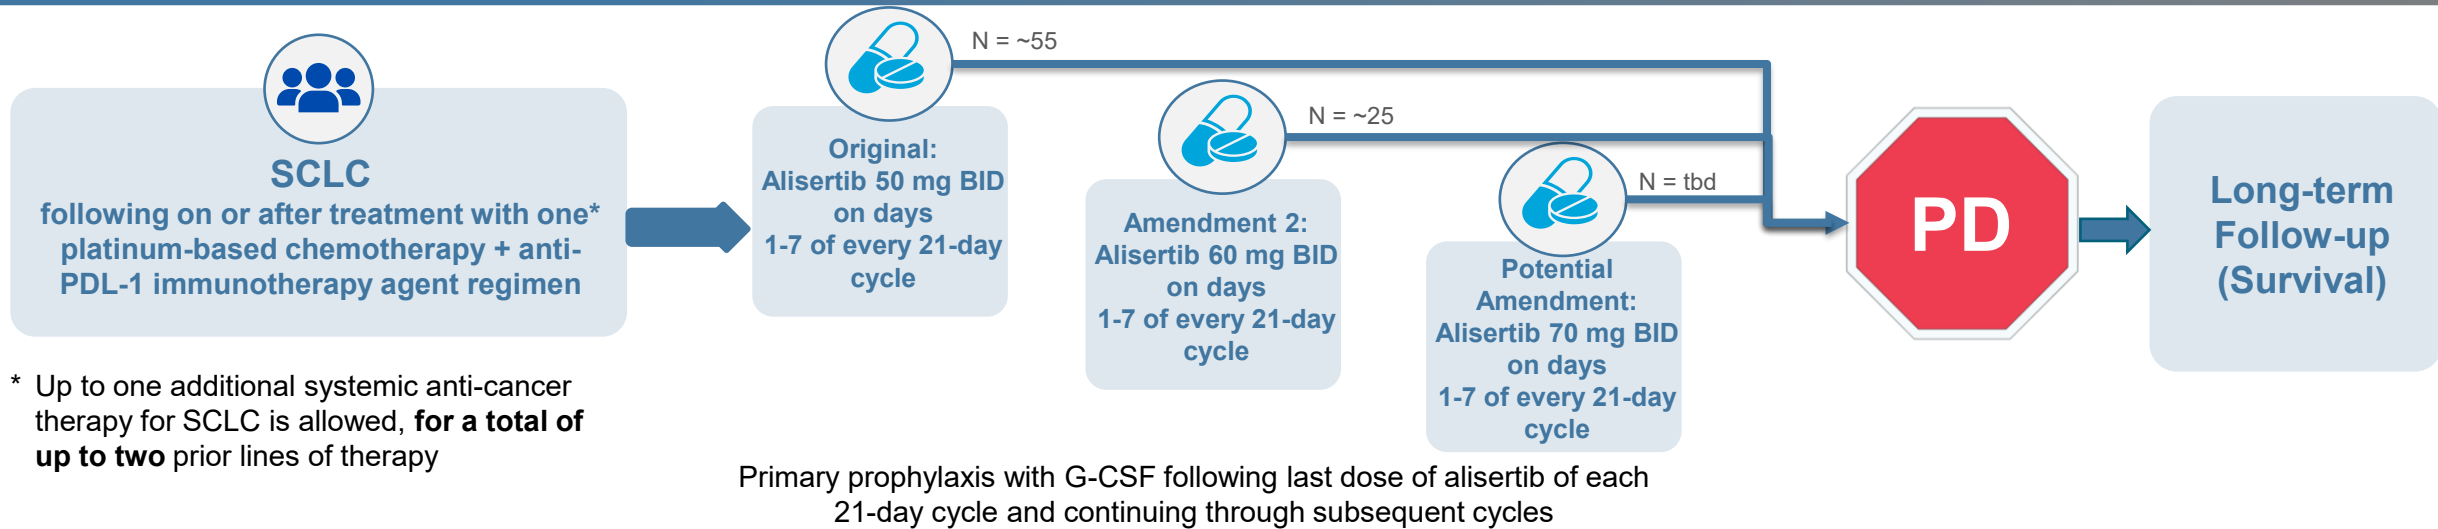 SCLC
following on or after treatment with one*
platinum-based chemotherapy + anti-
PDL-1 immunotherapy agent regimen
* Up to one additional systemic anti-cancer
therapy for SCLC is allowed, for a total of
up to two prior lines of therapy
N = ~55
Original:
Alisertib 50 mg BID
on days
1-7 of every 21-day
cycle
N = ~25
Amendment 2:
Alisertib 60 mg BID
on days
1-7 of every 21-day
cycle
N = tbd
Potential
Amendment:
Alisertib 70 mg BID
on days
1-7 of every 21-day
cycle
Primary prophylaxis with G-CSF following last dose of alisertib of each
21-day cycle and continuing through subsequent cycles
PD
Long-term
Follow-up
(Survival)